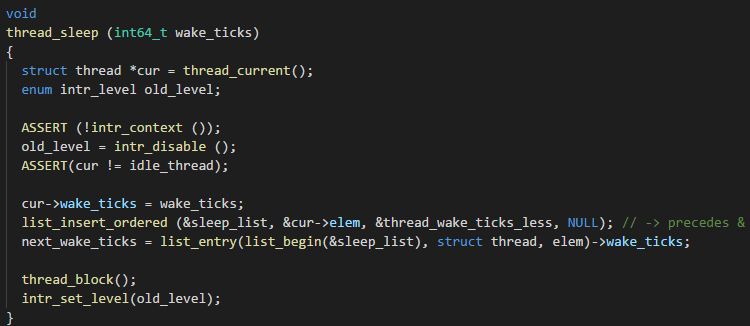 void
thread_sleep (int64_t wake_ticks)
{
  struct thread *cur = thread_current();
  enum intr_level old_level;

  ASSERT (!intr_context ());
  old_level = intr_disable ();
  ASSERT(cur != idle_thread);

  cur->wake_ticks = wake_ticks;
  list_insert_ordered (&sleep_list, &cur->elem, &thread_wake_ticks_less, NULL); // -> precedes &
  next_wake_ticks = list_entry(list_begin(&sleep_list), struct thread, elem)->wake_ticks;

  thread_block();
  intr_set_level(old_level);
}